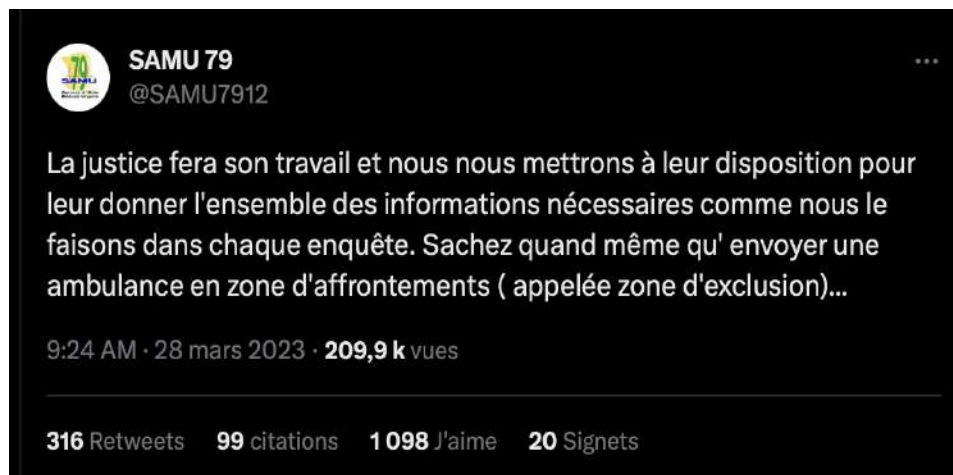 SAMU 79
@SAMU7912
La justice fera son travail et nous nous mettrons à leur disposition pour
leur donner l'ensemble des informations nécessaires comme nous le
faisons dans chaque enquête. Sachez quand même qu' envoyer une
ambulance en zone d'affrontements ( appelée zone d'exclusion)...
9:24 AM · 28 mars 2023 · 209,9 k vues
316 Retweets 99 citations 1 098 J'aime 20 Signets